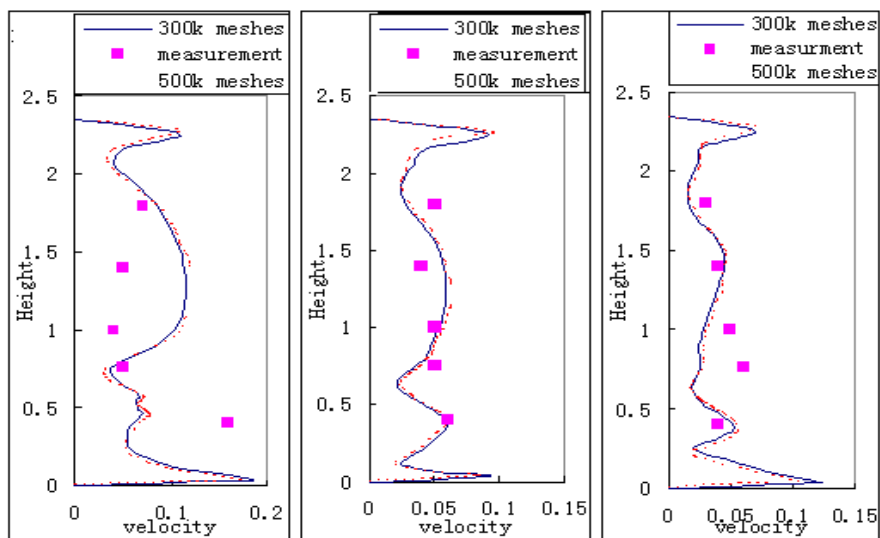 300k meshes
measurement
500k meshes
2.5
2
1.5
1
0.5
0
Height
0
0.1
0.2
velocity
300k meshes
measurement
500k meshes
2.5
2
1.5
1
0.5
0
Height
0
0.05
0.1
0.15
velocity
300k meshes
measurment
500k meshes
2.5
2
1.5
1
0.5
0
Height
0
0.05
0.1
0.15
velocity